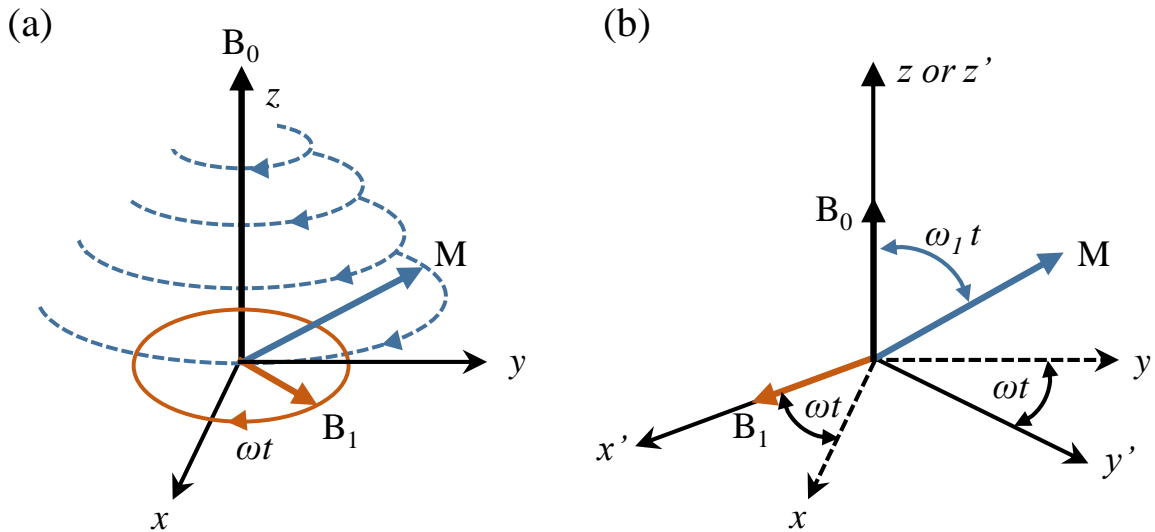 (a)
B₀
z
M
y
B₁
ωt
x
(b)
z or z’
B₀
ω₁ t
M
y
ωt
ωt
B₁
x’
y’
x